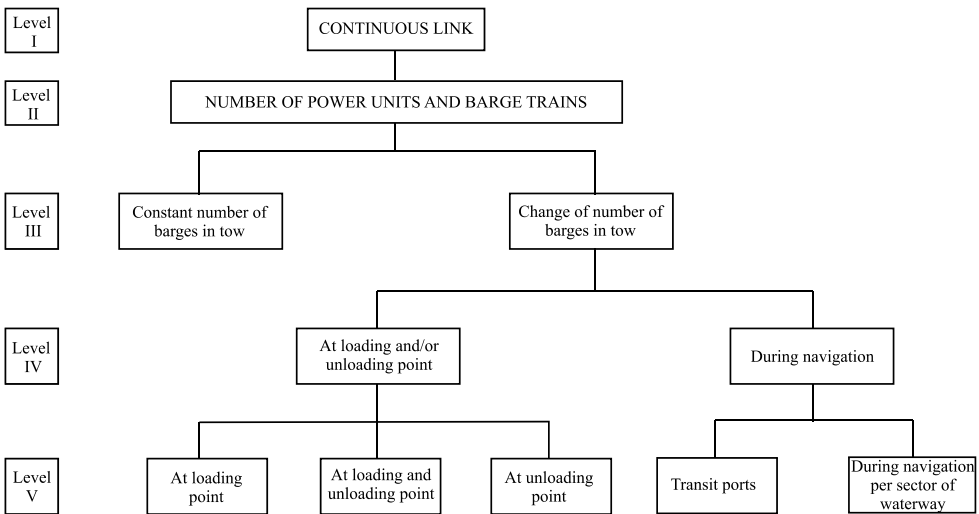 Level
I
CONTINUOUS LINK
Level
II
NUMBER OF POWER UNITS AND BARGE TRAINS
Level
III
Constant number of
barges in tow
Change of number of
barges in tow
Level
IV
At loading and/or
unloading point
During navigation
Level
V
At loading
point
At loading and
unloading point
At unloading
point
Transit ports
During navigation
per sector of
waterway